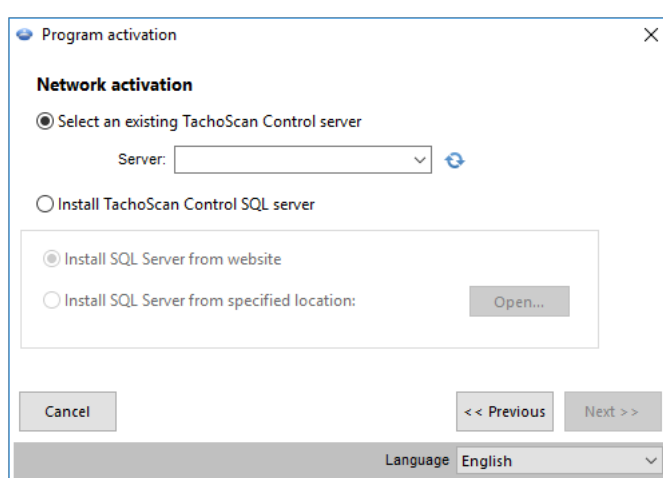 Program activation
Network activation
Select an existing TachoScan Control server
Server:
Install TachoScan Control SQL server
Install SQL Server from website
Install SQL Server from specified location:
Open...
Cancel
<< Previous
Next >>
Language English